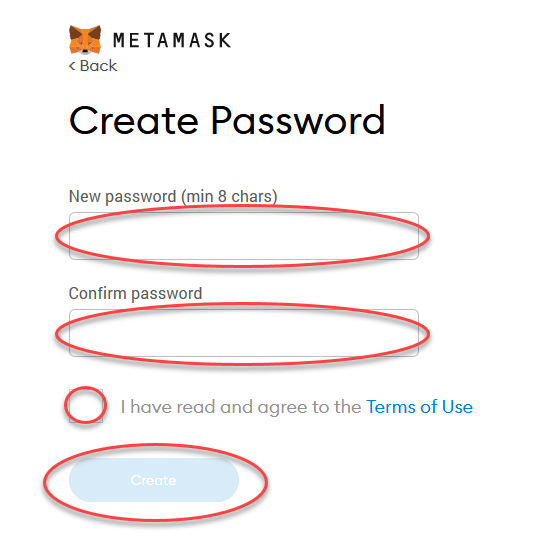 METAMASK
< Back
Create Password
New password (min 8 chars)
Confirm password
I have read and agree to the Terms of Use
Create